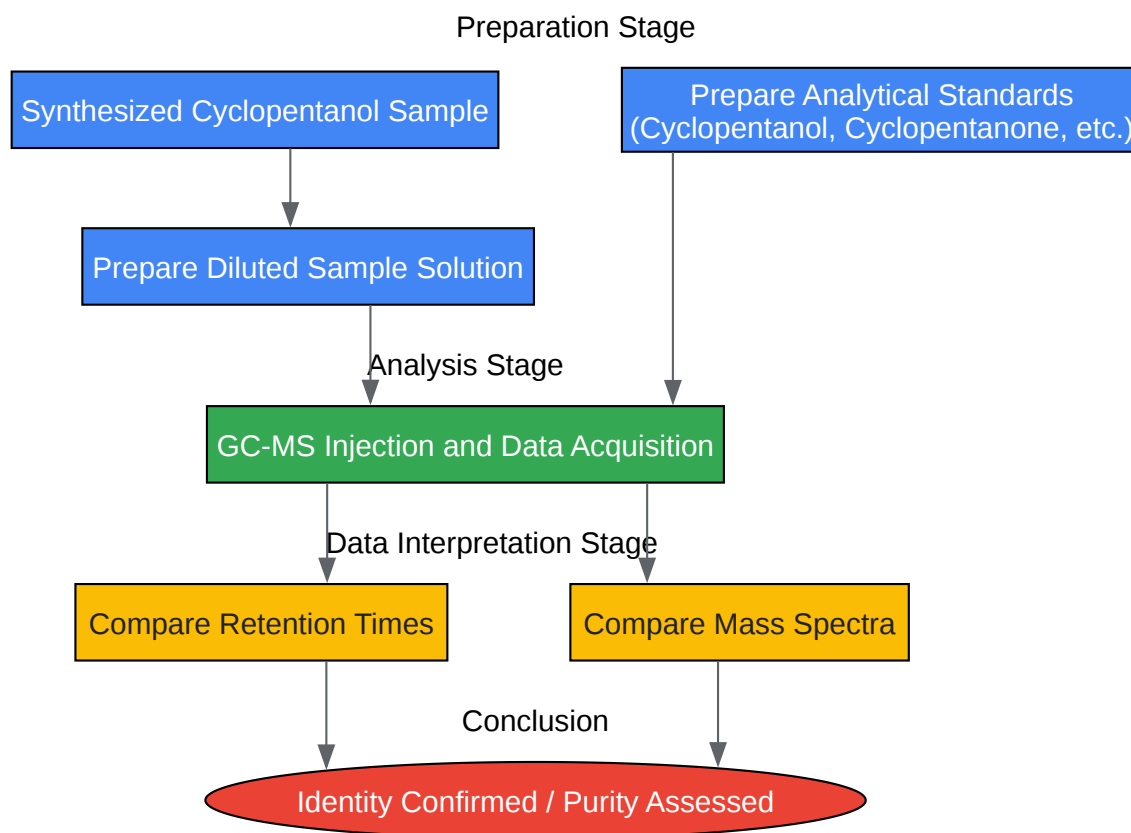 Preparation Stage
Synthesized Cyclopentanol Sample
Prepare Analytical Standards
(Cyclopentanol, Cyclopentanone, etc.)
Prepare Diluted Sample Solution
Analysis Stage
GC-MS Injection and Data Acquisition
Data Interpretation Stage
Compare Retention Times
Compare Mass Spectra
Conclusion
Identity Confirmed / Purity Assessed